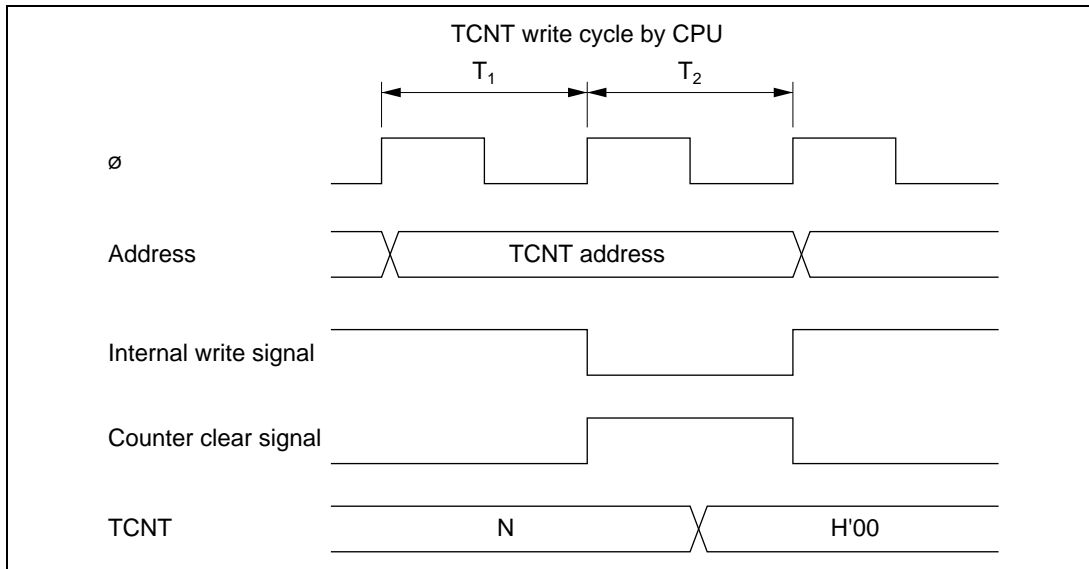 TCNT write cycle by CPU
T₁ T₂
ø
Address TCNT address
Internal write signal
Counter clear signal
TCNT N H'00